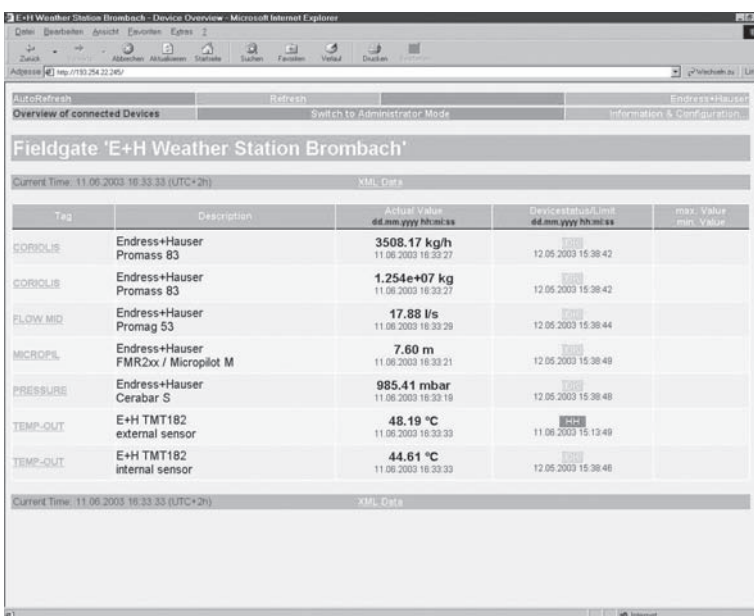 E+H Weather Station Brombach - Device Overview - Microsoft Internet Explorer
Datei Bearbeiten Ansicht Favoriten Extras ?
Zurück Abbrechen Aktualisieren Startseite Suchen Favoriten Verlauf Drucken
Adresse http://193.254.22.245/ Wechseln zu
AutoRefresh Refresh Endress+Hauser
Overview of connected Devices Switch to Administrator Mode Information & Configuration...
Fieldgate 'E+H Weather Station Brombach'
Current Time: 11.06.2003 16:33:33 (UTC+2h) XML Data
Tag Description Actual Value Devicestatus/Limit max. Value
dd.mm.yyyy hh:mi:ss dd.mm.yyyy hh:mi:ss min. Value
CORIOLIS Endress+Hauser 3508.17 kg/h
Promass 83 11.06.2003 16:33:27 12.05.2003 15:38:42
CORIOLIS Endress+Hauser 1.254e+07 kg
Promass 83 11.06.2003 16:33:27 12.05.2003 15:38:42
FLOW MID Endress+Hauser 17.88 l/s
Promag 53 11.06.2003 16:33:29 12.05.2003 15:38:44
MICROPIL Endress+Hauser 7.60 m
FMR2xx / Micropilot M 11.06.2003 16:33:21 12.05.2003 15:38:49
PRESSURE Endress+Hauser 985.41 mbar
Cerabar S 11.06.2003 16:33:19 12.05.2003 15:38:48
TEMP-OUT E+H TMT182 48.19 °C HH
external sensor 11.06.2003 16:33:33 11.06.2003 15:13:49
TEMP-OUT E+H TMT182 44.61 °C
internal sensor 11.06.2003 16:33:33 12.05.2003 15:38:46
Current Time: 11.06.2003 16:33:33 (UTC+2h) XML Data
Internet